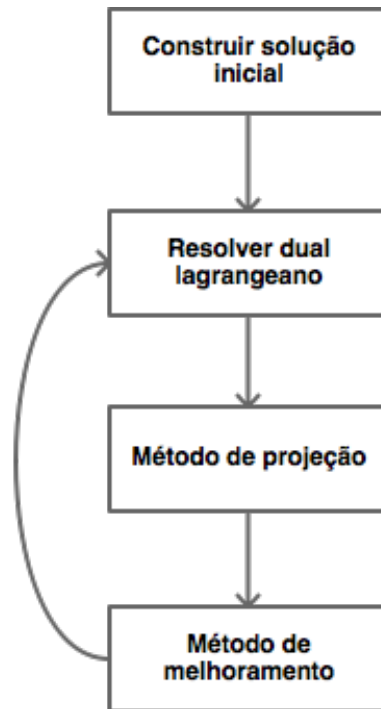 Construir solução
inicial
Resolver dual
lagrangeano
Método de projeção
Método de
melhoramento